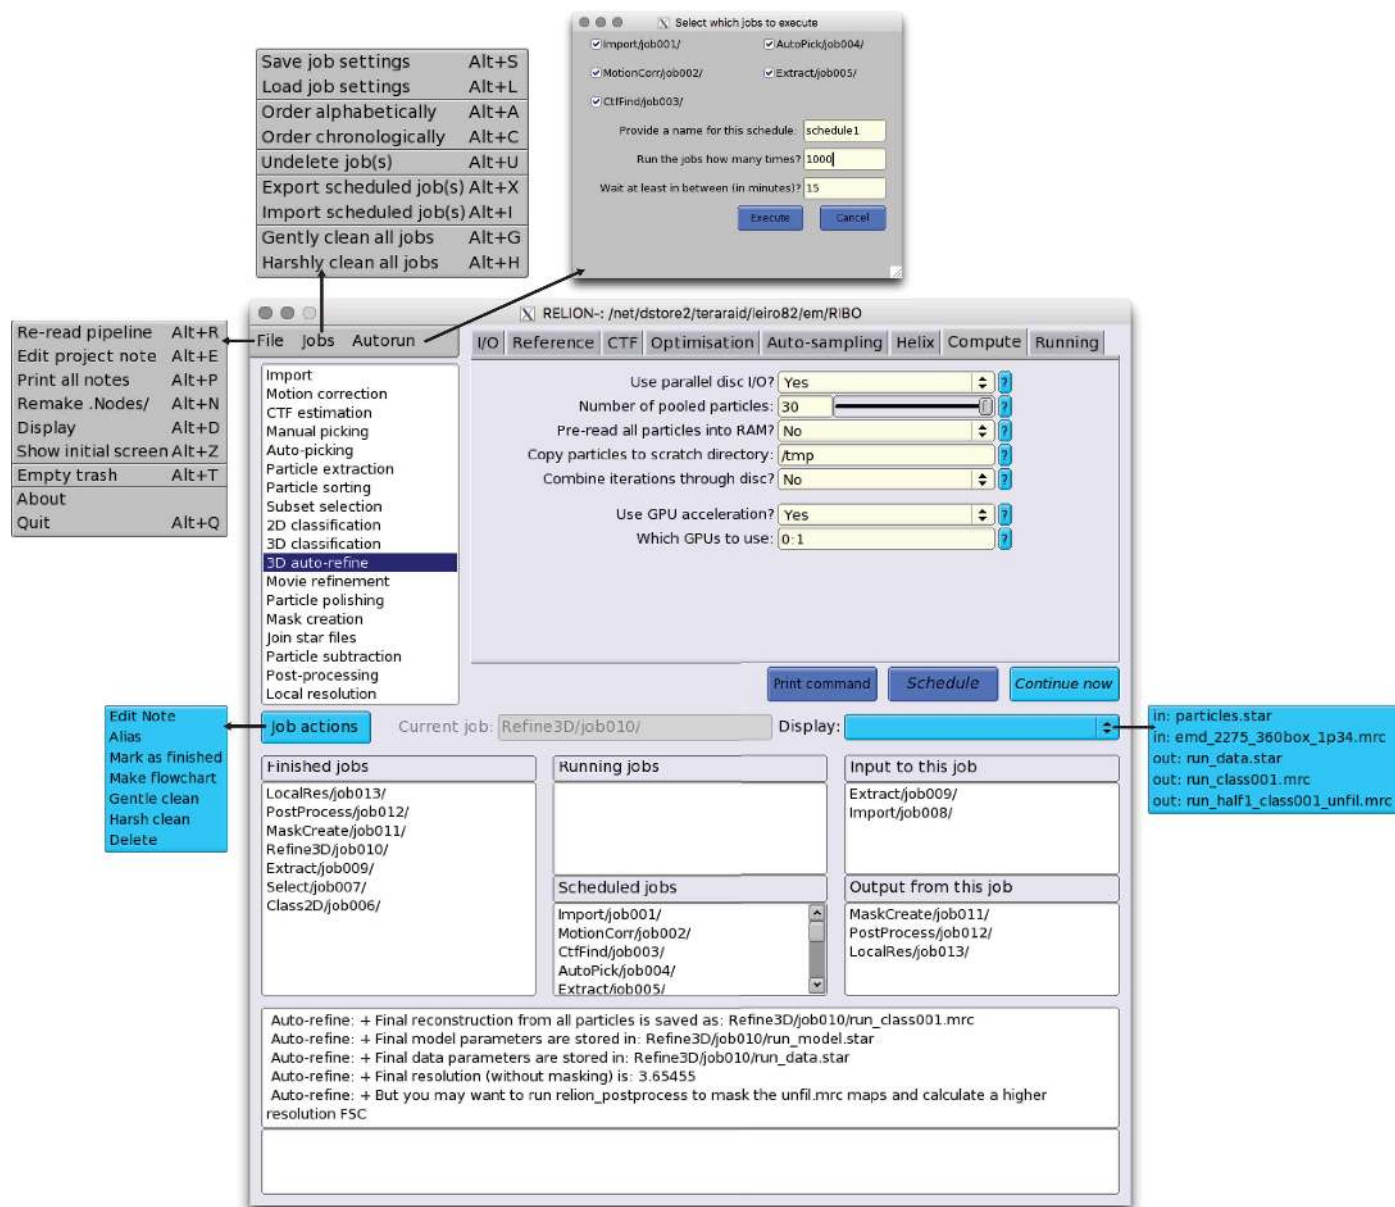 Select which jobs to execute
Import/job001/ AutoPick/job004/
MotionCorr/job002/ Extract/job005/
CtfFind/job003/
Provide a name for this schedule: schedule1
Run the jobs how many times? 1000
Wait at least in between (in minutes)? 15
Execute Cancel
Save job settings Alt+S
Load job settings Alt+L
Order alphabetically Alt+A
Order chronologically Alt+C
Undelete job(s) Alt+U
Export scheduled job(s) Alt+X
Import scheduled job(s) Alt+I
Gently clean all jobs Alt+G
Harshly clean all jobs Alt+H
Re-read pipeline Alt+R
Edit project note Alt+E
Print all notes Alt+P
Remake .Nodes/ Alt+N
Display Alt+D
Show initial screen Alt+Z
Empty trash Alt+T
About
Quit Alt+Q
RELION~: /net/dstore2/teraraid/leiro82/em/RIBO
File Jobs Autorun
I/O Reference CTF Optimisation Auto-sampling Helix Compute Running
Import
Motion correction
CTF estimation
Manual picking
Auto-picking
Particle extraction
Particle sorting
Subset selection
2D classification
3D classification
3D auto-refine
Movie refinement
Particle polishing
Mask creation
Join star files
Particle subtraction
Post-processing
Local resolution
Use parallel disc I/O? Yes ?
Number of pooled particles: 30 ?
Pre-read all particles into RAM? No ?
Copy particles to scratch directory: /tmp ?
Combine iterations through disc? No ?
Use GPU acceleration? Yes ?
Which GPUs to use: 0:1 ?
Print command Schedule Continue now
Job actions Current job: Refine3D/job010/ Display:
Edit Note
Alias
Mark as finished
Make flowchart
Gentle clean
Harsh clean
Delete
in: particles.star
in: emd_2275_360box_1p34.mrc
out: run_data.star
out: run_class001.mrc
out: run_half1_class001_unfil.mrc
Finished jobs
LocalRes/job013/
PostProcess/job012/
MaskCreate/job011/
Refine3D/job010/
Extract/job009/
Select/job007/
Class2D/job006/
Running jobs
Scheduled jobs
Import/job001/
MotionCorr/job002/
CtfFind/job003/
AutoPick/job004/
Extract/job005/
Input to this job
Extract/job009/
Import/job008/
Output from this job
MaskCreate/job011/
PostProcess/job012/
LocalRes/job013/
Auto-refine: + Final reconstruction from all particles is saved as: Refine3D/job010/run_class001.mrc
Auto-refine: + Final model parameters are stored in: Refine3D/job010/run_model.star
Auto-refine: + Final data parameters are stored in: Refine3D/job010/run_data.star
Auto-refine: + Final resolution (without masking) is: 3.65455
Auto-refine: + But you may want to run relion_postprocess to mask the unfil.mrc maps and calculate a higher
resolution FSC